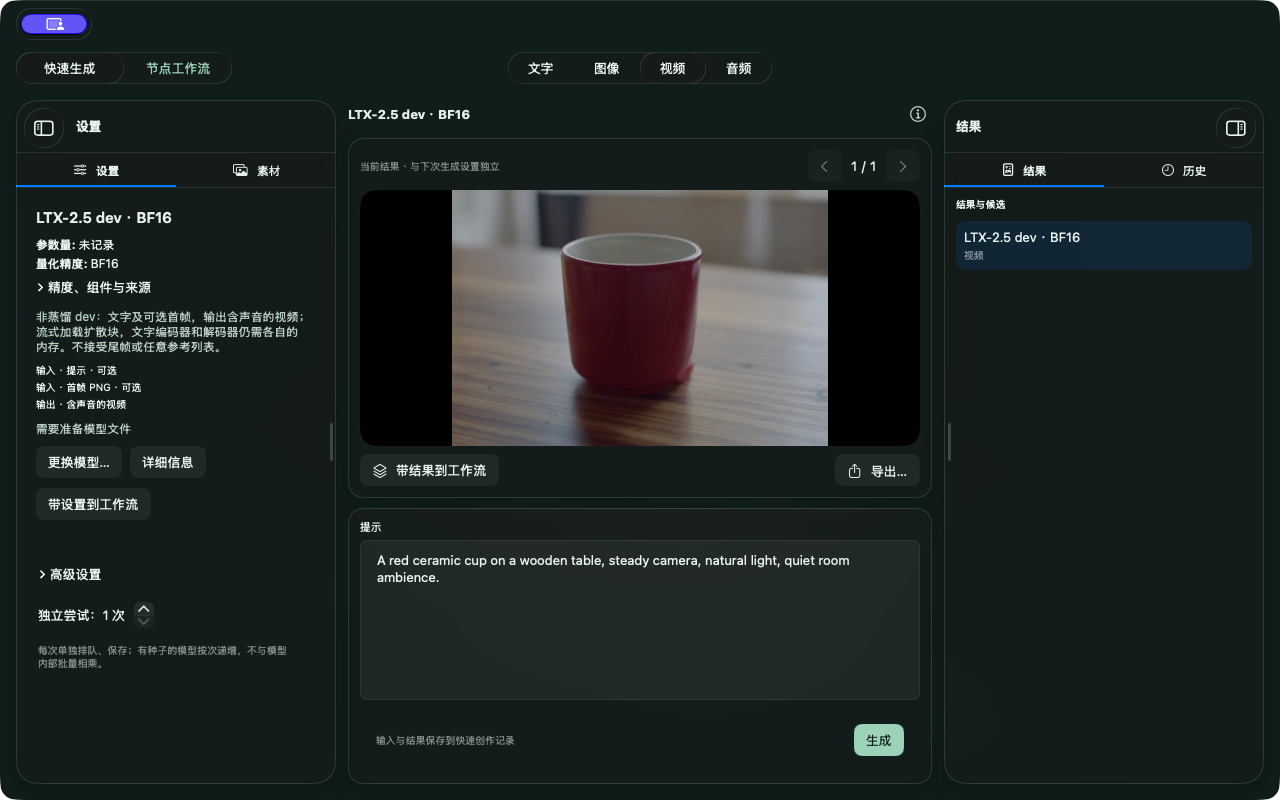 快速生成
节点工作流
文字
图像
视频
音频
设置
设置
素材
LTX-2.5 dev · BF16
参数量: 未记录
量化精度: BF16
精度、组件与来源
非蒸馏 dev：文字及可选首帧，输出含声音的视频；
流式加载扩散块，文字编码器和解码器仍需各自的
内存。不接受尾帧或任意参考列表。
输入 · 提示 · 可选
输入 · 首帧 PNG · 可选
输出 · 含声音的视频
需要准备模型文件
更换模型...
详细信息
带设置到工作流
高级设置
独立尝试：1 次
每次单独排队、保存；有种子的模型按次递增，不与模型
内部批量相乘。
LTX-2.5 dev · BF16
当前结果 · 与下次生成设置独立
1 / 1
带结果到工作流
导出...
提示
A red ceramic cup on a wooden table, steady camera, natural light, quiet room
ambience.
输入与结果保存到快速创作记录
生成
结果
结果
历史
结果与候选
LTX-2.5 dev · BF16
视频